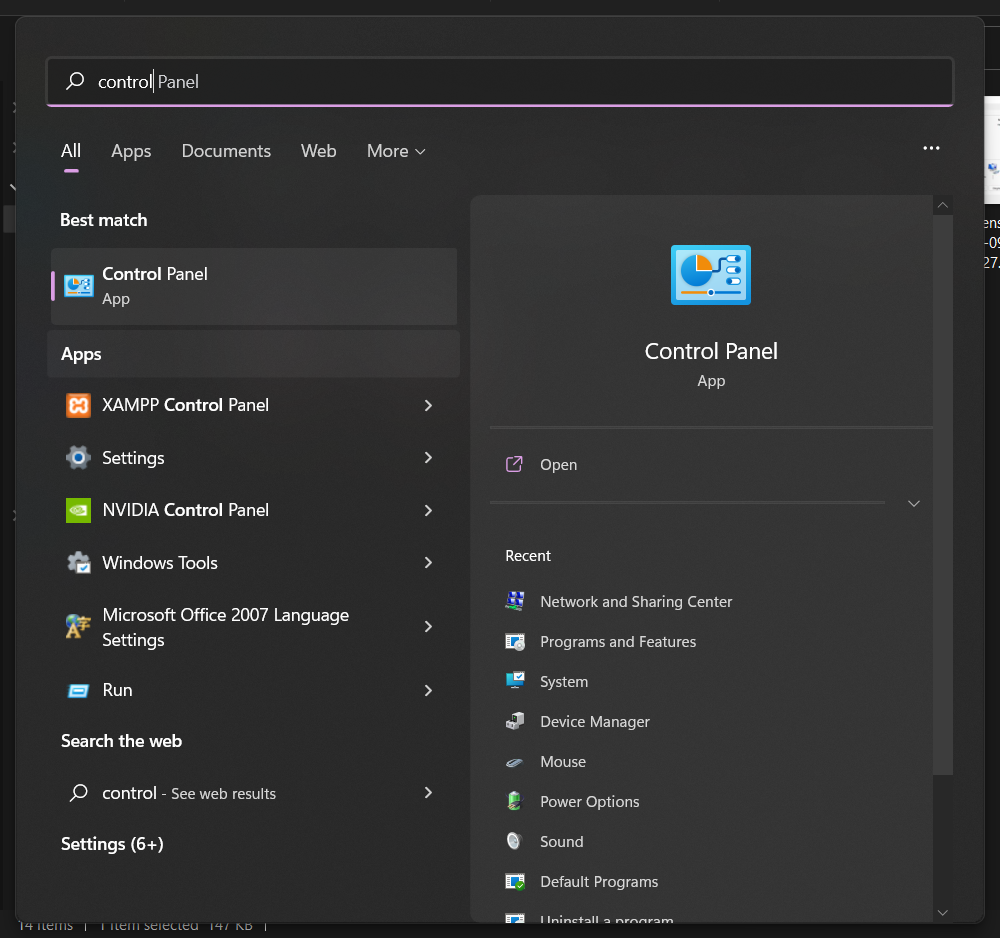 control Panel
All Apps Documents Web More
Best match
Control Panel
App
Apps
XAMPP Control Panel
Settings
NVIDIA Control Panel
Windows Tools
Microsoft Office 2007 Language
Settings
Run
Search the web
control - See web results
Settings (6+)
Control Panel
App
Open
Recent
Network and Sharing Center
Programs and Features
System
Device Manager
Mouse
Power Options
Sound
Default Programs
Uninstall a program
14 items | 1 item selected 147 KB |